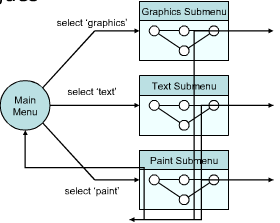 Graphics Submenu
select ‘graphics’
Text Submenu
select ‘text’
Main
Menu
Paint Submenu
select ‘paint’